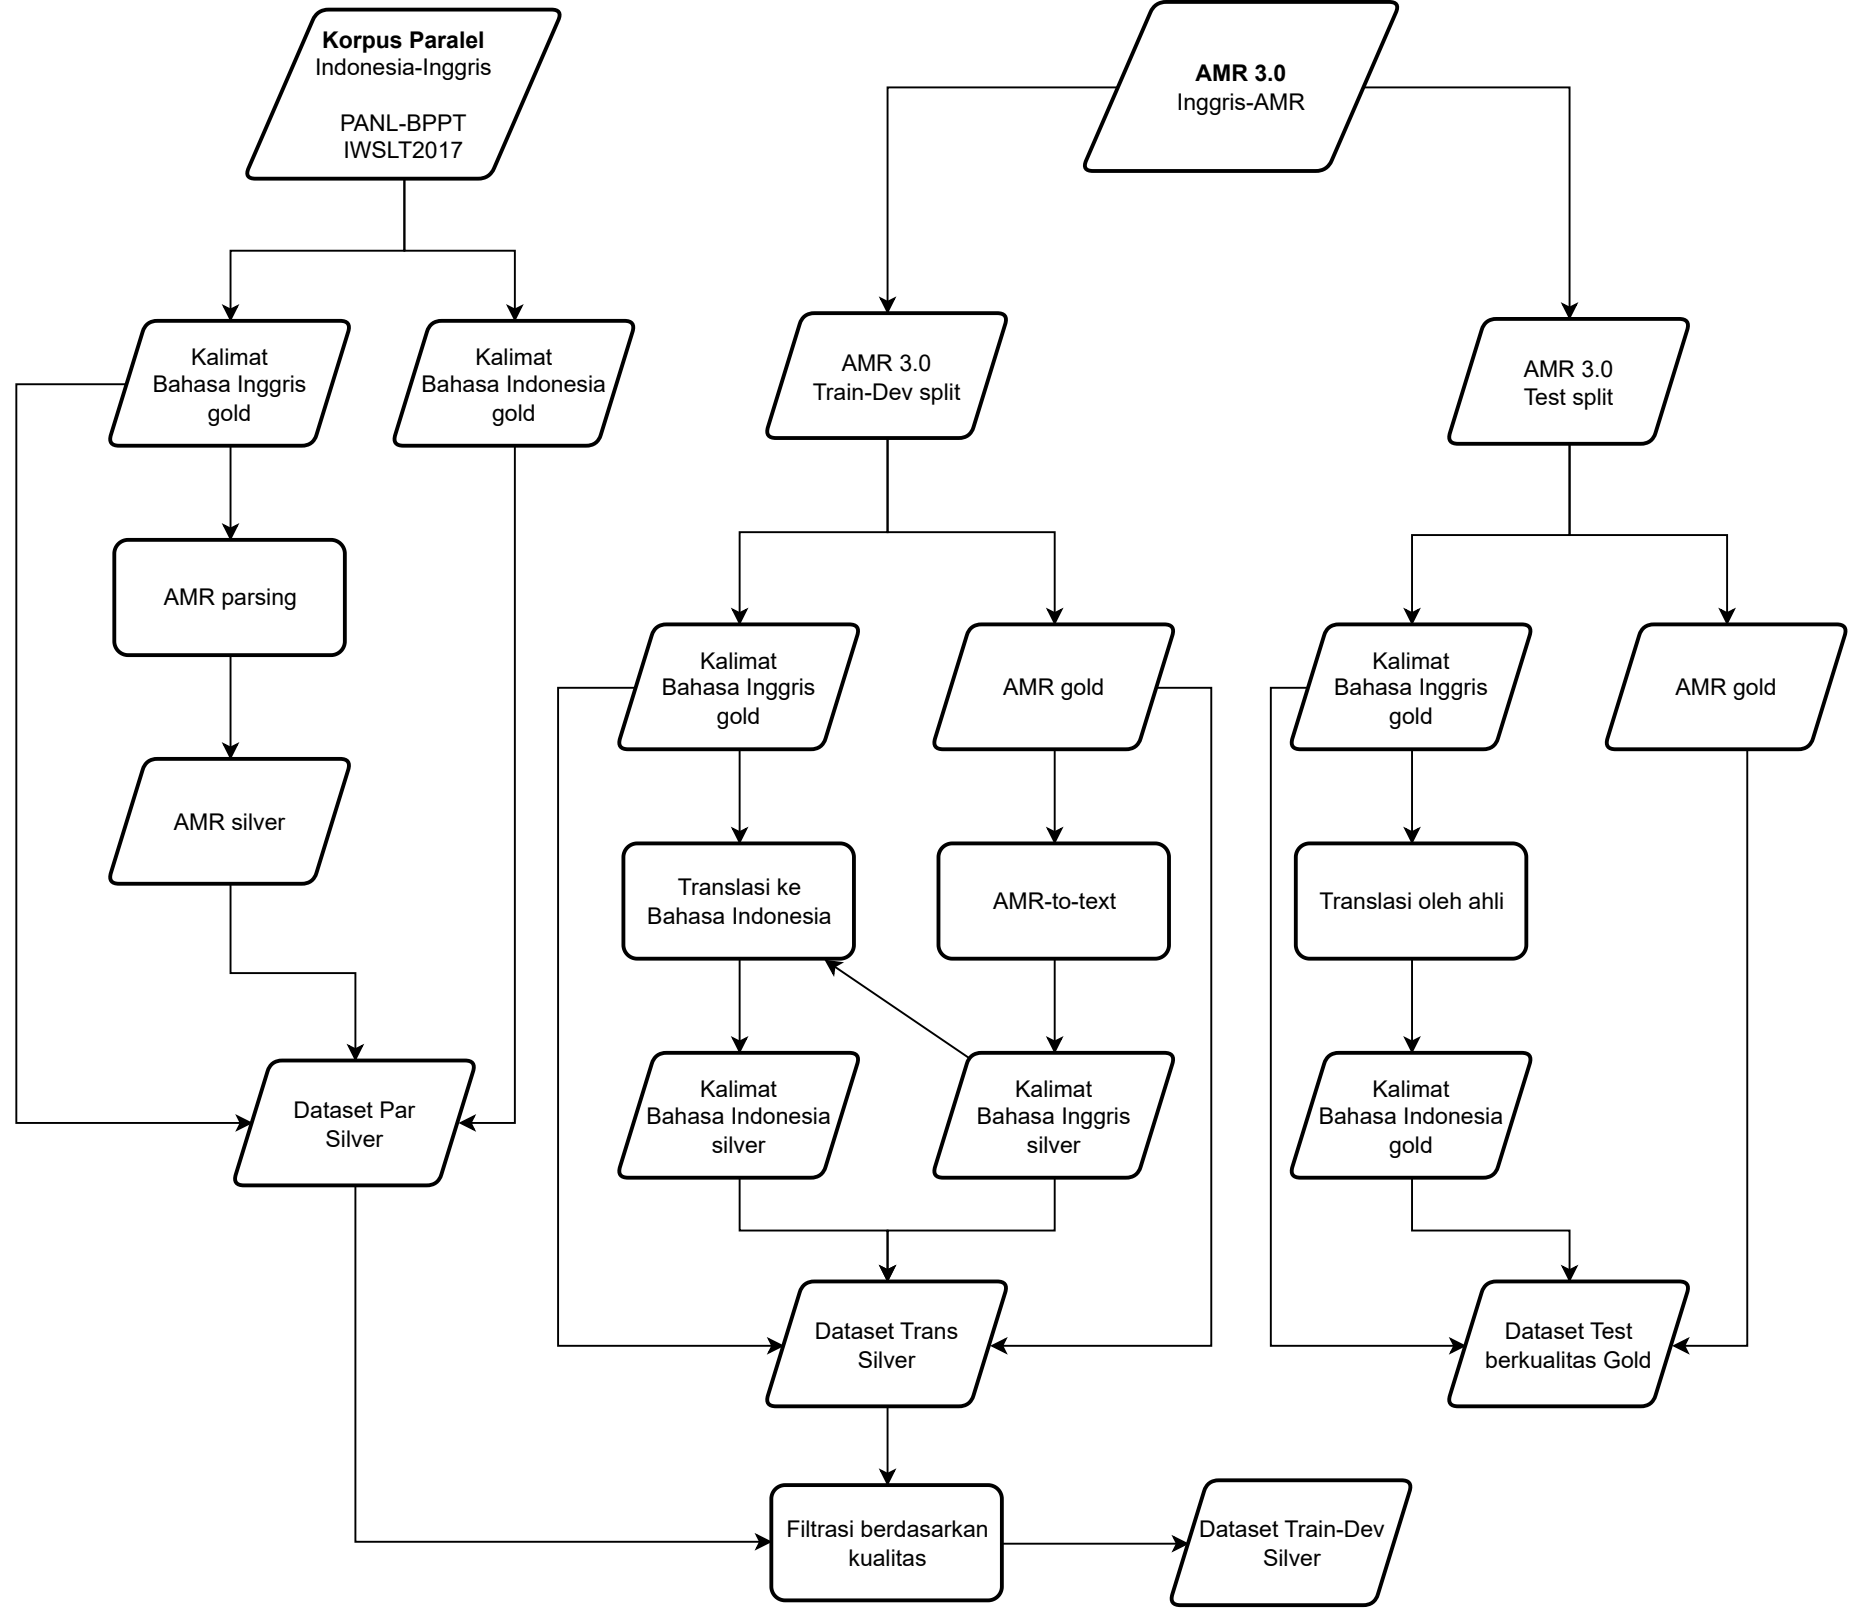 Korpus Paralel
Indonesia-Inggris
PANL-BPPT
IWSLT2017
AMR 3.0
Inggris-AMR
Kalimat
Bahasa Inggris
gold
Kalimat
Bahasa Indonesia
gold
AMR 3.0
Train-Dev split
AMR 3.0
Test split
AMR parsing
Kalimat
Bahasa Inggris
gold
AMR gold
Kalimat
Bahasa Inggris
gold
AMR gold
AMR silver
Translasi ke
Bahasa Indonesia
AMR-to-text
Translasi oleh ahli
Dataset Par
Silver
Kalimat
Bahasa Indonesia
silver
Kalimat
Bahasa Inggris
silver
Kalimat
Bahasa Indonesia
gold
Dataset Trans
Silver
Dataset Test
berkualitas Gold
Filtrasi berdasarkan
kualitas
Dataset Train-Dev
Silver